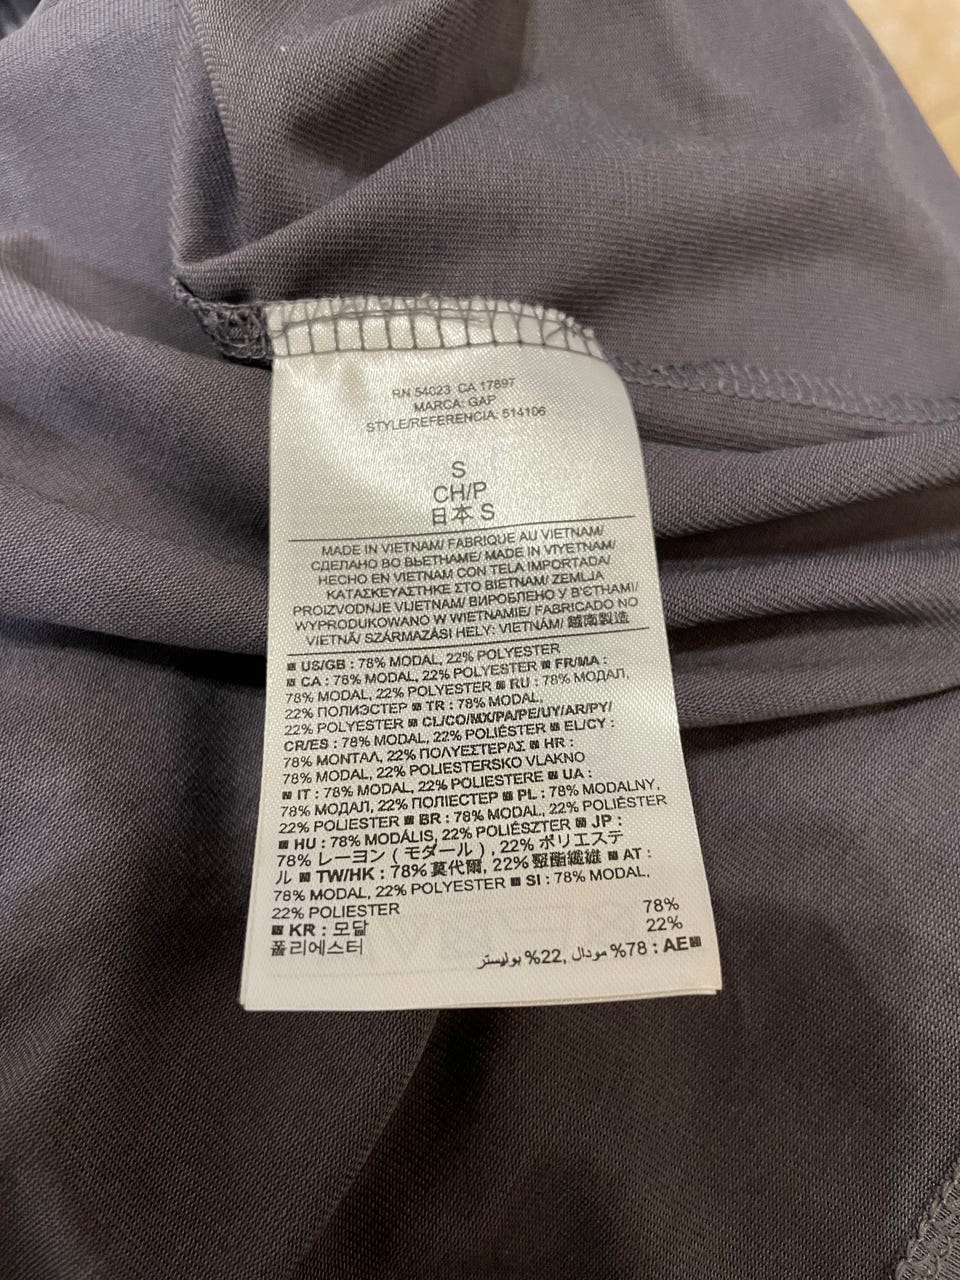 RN 54023 CA 17897
MARCA: GAP
STYLE/REFERENCIA: 514106
S
CH/P
日本 S
MADE IN VIETNAM/ FABRIQUE AU VIETNAM/
СДЕЛАНО ВО ВЬЕТНАМЕ/ MADE IN VIYETNAM/
HECHO EN VIETNAM CON TELA IMPORTADA/
ΚΑΤΑΣΚΕΥΑΣΤΗΚΕ ΣΤΟ ΒΙΕΤΝΑΜ/ ZEMLJA
PROIZVODNJE VIJETNAM/ ВИРОБЛЕНО У В'ЄТНАМІ/
WYPRODUKOWANO W WIETNAMIE/ FABRICADO NO
VIETNÃ/ SZÁRMAZÁSI HELY: VIETNÁM/ 越南製造
■ US/GB : 78% MODAL, 22% POLYESTER
■ CA : 78% MODAL, 22% POLYESTER ■ FR/MA :
78% MODAL, 22% POLYESTER ■ RU : 78% МОДАЛ,
22% ПОЛИЭСТЕР ■ TR : 78% MODAL,
22% POLYESTER ■ CL/CO/MX/PA/PE/UY/AR/PY/
CR/ES : 78% MODAL, 22% POLIÉSTER ■ EL/CY :
78% ΜΟΝΤΑΛ, 22% ΠΟΛΥΕΣΤΕΡΑΣ ■ HR :
78% MODAL, 22% POLIESTERSKO VLAKNO
■ IT : 78% MODAL, 22% POLIESTERE ■ UA :
78% МОДАЛ, 22% ПОЛІЕСТЕР ■ PL : 78% MODALNY,
22% POLIESTER ■ BR : 78% MODAL, 22% POLIÉSTER
■ HU : 78% MODÁLIS, 22% POLIÉSZTER ■ JP :
78% レーヨン ( モダール ) , 22% ポリエステ
ル ■ TW/HK : 78% 莫代爾, 22% 聚酯纖維 ■ AT :
78% MODAL, 22% POLYESTER ■ SI : 78% MODAL,
22% POLIESTER
■ KR : 모달 78%
폴리에스터 22%
■AE : 78% مودال, 22% بوليستر